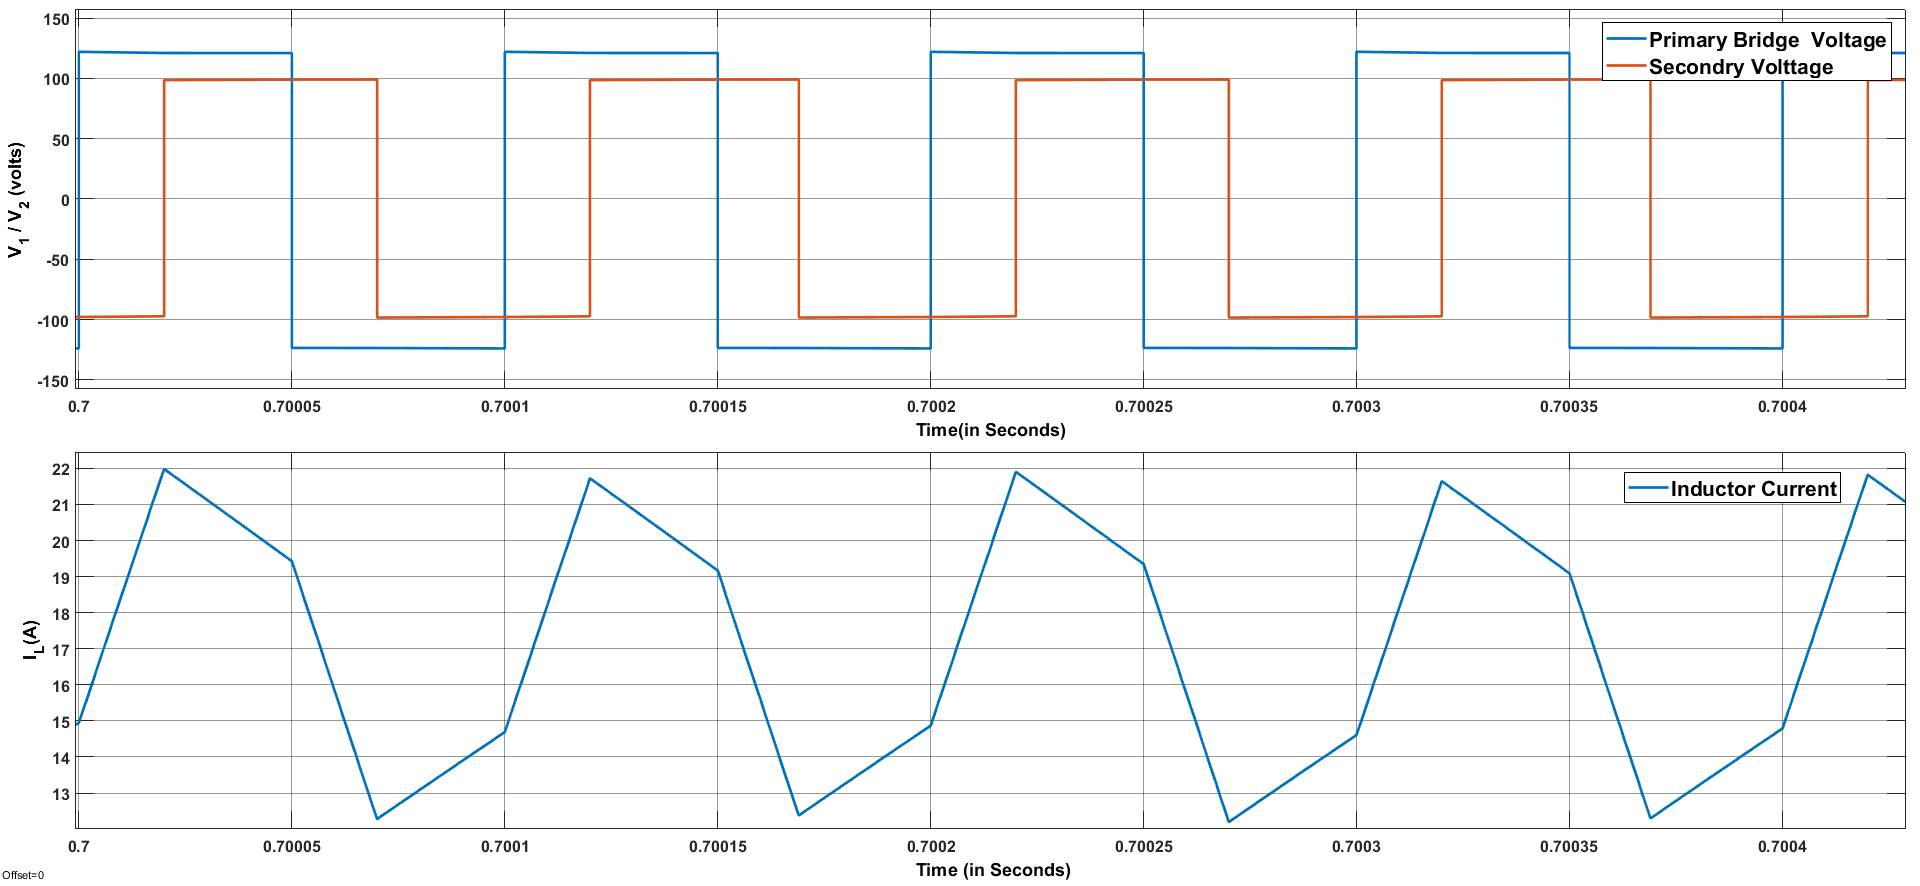 150
100
50
0
-50
-100
-150
V1 / V2 (volts)
Primary Bridge  Voltage
Secondry Volttage
0.7 0.70005 0.7001 0.70015 0.7002 0.70025 0.7003 0.70035 0.7004
Time(in Seconds)
22
21
20
19
18
17
16
15
14
13
IL(A)
Inductor Current
0.7 0.70005 0.7001 0.70015 0.7002 0.70025 0.7003 0.70035 0.7004
Time (in Seconds)
Offset=0